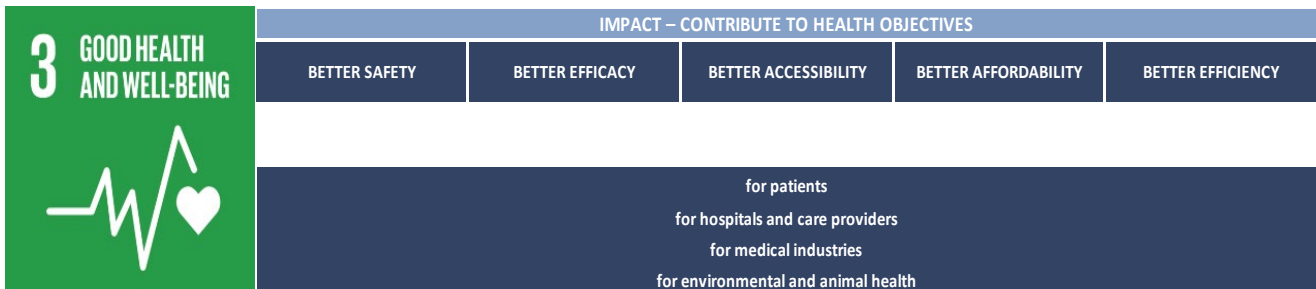 3 GOOD HEALTH
AND WELL-BEING
IMPACT – CONTRIBUTE TO HEALTH OBJECTIVES
BETTER SAFETY
BETTER EFFICACY
BETTER ACCESSIBILITY
BETTER AFFORDABILITY
BETTER EFFICIENCY
for patients
for hospitals and care providers
for medical industries
for environmental and animal health